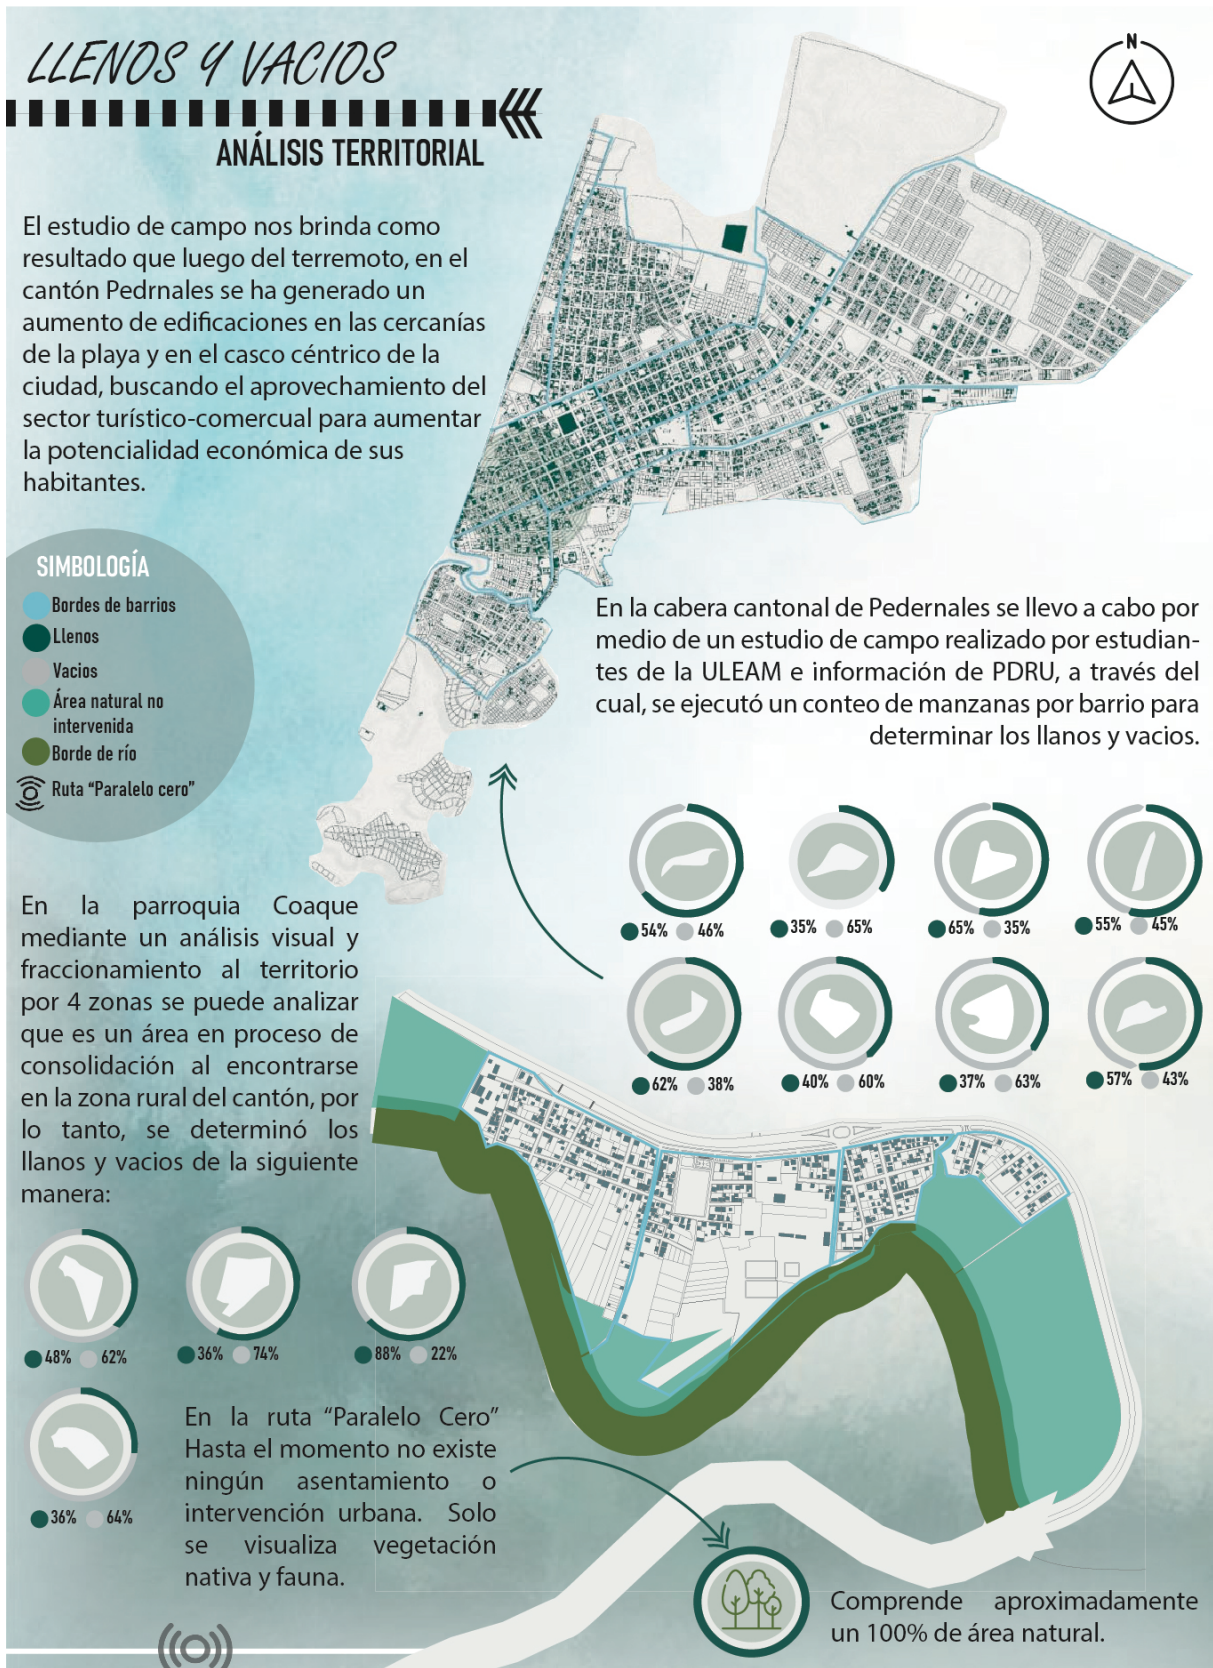 LLENOS Y VACIOS
N
ANÁLISIS TERRITORIAL
El estudio de campo nos brinda como
resultado que luego del terremoto, en el
cantón Pedrnales se ha generado un
aumento de edificaciones en las cercanías
de la playa y en el casco céntrico de la
ciudad, buscando el aprovechamiento del
sector turístico-comercual para aumentar
la potencialidad económica de sus
habitantes.
SIMBOLOGÍA
Bordes de barrios
Llenos
Vacios
Área natural no
intervenida
Borde de río
Ruta “Paralelo cero”
En la cabera cantonal de Pedernales se llevo a cabo por
medio de un estudio de campo realizado por estudian-
tes de la ULEAM e información de PDRU, a través del
cual, se ejecutó un conteo de manzanas por barrio para
determinar los llanos y vacios.
54% 46%
35% 65%
65% 35%
55% 45%
62% 38%
40% 60%
37% 63%
57% 43%
En la parroquia Coaque
mediante un análisis visual y
fraccionamiento al territorio
por 4 zonas se puede analizar
que es un área en proceso de
consolidación al encontrarse
en la zona rural del cantón, por
lo tanto, se determinó los
llanos y vacios de la siguiente
manera:
48% 62%
36% 74%
88% 22%
36% 64%
En la ruta “Paralelo Cero”
Hasta el momento no existe
ningún asentamiento o
intervención urbana. Solo
se visualiza vegetación
nativa y fauna.
Comprende aproximadamente
un 100% de área natural.